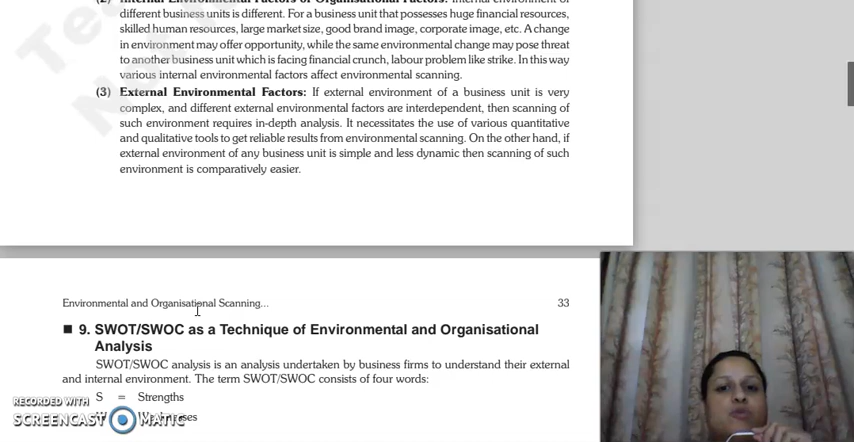 (2) Internal Environmental Factors or Organisational Factors: Internal environment of
different business units is different. For a business unit that possesses huge financial resources,
skilled human resources, large market size, good brand image, corporate image, etc. A change
in environment may offer opportunity, while the same environmental change may pose threat
to another business unit which is facing financial crunch, labour problem like strike. In this way
various internal environmental factors affect environmental scanning.
(3) External Environmental Factors: If external environment of a business unit is very
complex, and different external environmental factors are interdependent, then scanning of
such environment requires in-depth analysis. It necessitates the use of various quantitative
and qualitative tools to get reliable results from environmental scanning. On the other hand, if
external environment of any business unit is simple and less dynamic then scanning of such
environment is comparatively easier.
Environmental and Organisational Scanning... 33
9. SWOT/SWOC as a Technique of Environmental and Organisational
Analysis
SWOT/SWOC analysis is an analysis undertaken by business firms to understand their external
and internal environment. The term SWOT/SWOC consists of four words:
S = Strengths
RECORDED WITH
SCREENCAST MATIC